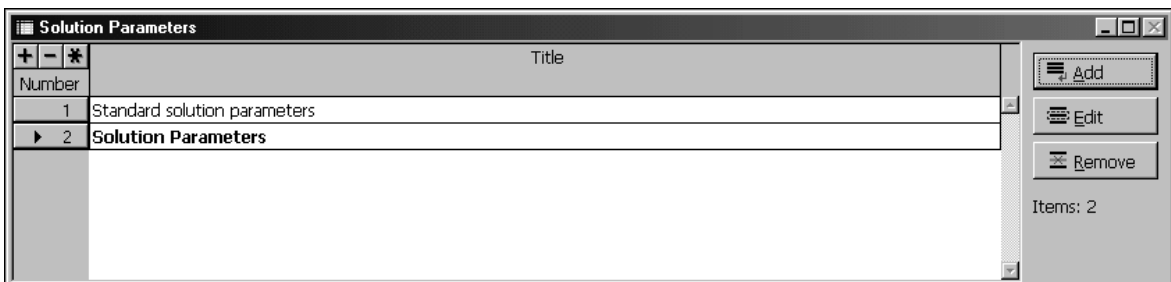 Solution Parameters
Title
Number
1 Standard solution parameters
2 Solution Parameters
Add
Edit
Remove
Items: 2